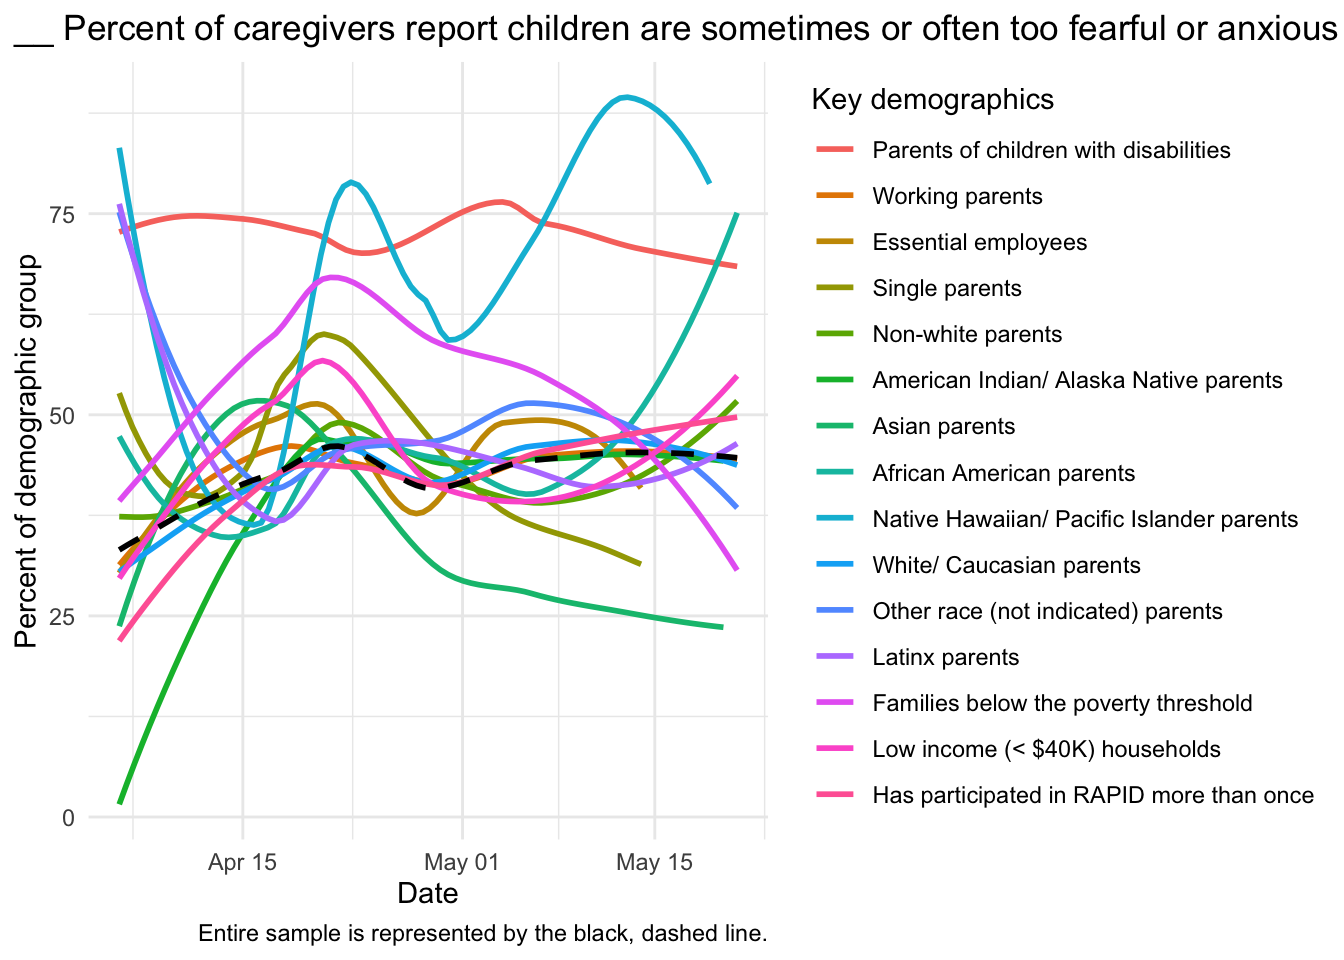 __ Percent of caregivers report children are sometimes or often too fearful or anxious
Key demographics
Parents of children with disabilities
Working parents
Essential employees
Single parents
Non-white parents
American Indian/ Alaska Native parents
Asian parents
African American parents
Native Hawaiian/ Pacific Islander parents
White/ Caucasian parents
Other race (not indicated) parents
Latinx parents
Families below the poverty threshold
Low income (< $40K) households
Has participated in RAPID more than once
Percent of demographic group
75
50
25
0
Apr 15
May 01
May 15
Date
Entire sample is represented by the black, dashed line.